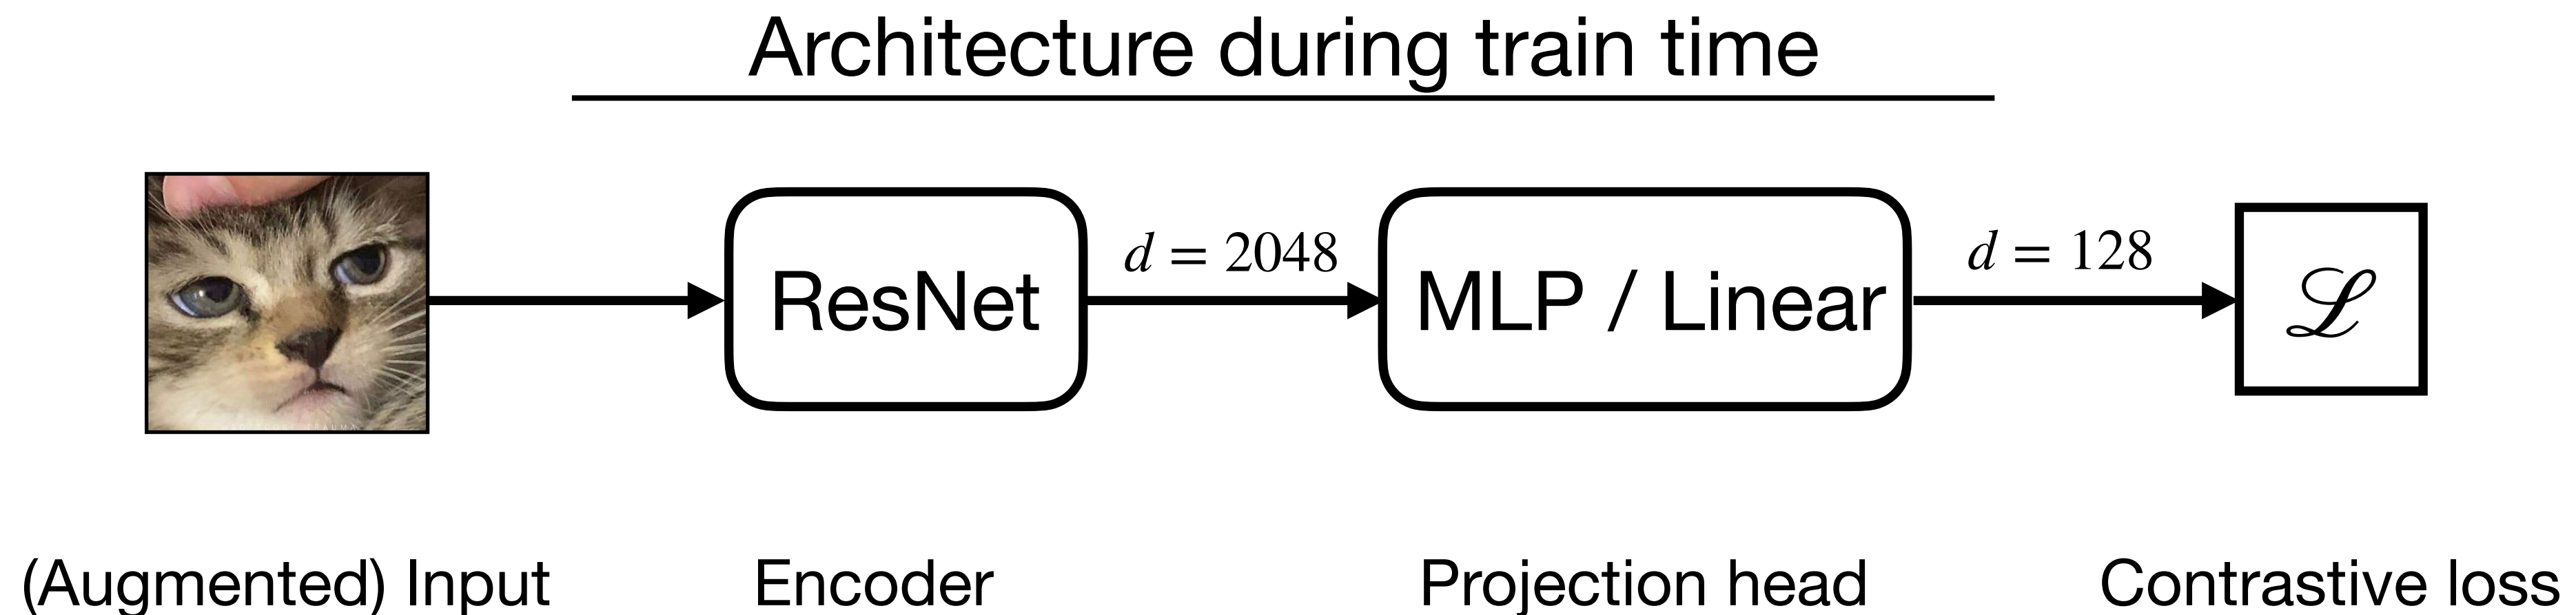 Architecture during train time
d = 2048
d = 128
ResNet
MLP / Linear
ℒ
(Augmented) Input
Encoder
Projection head
Contrastive loss